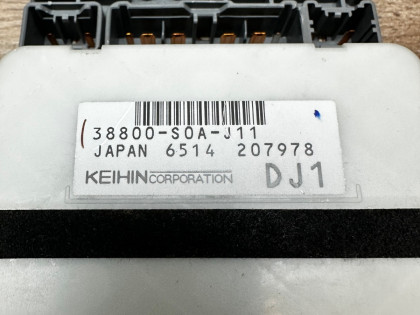 38800-S0A-J11
JAPAN 6514 207978
KEIHIN CORPORATION DJ1